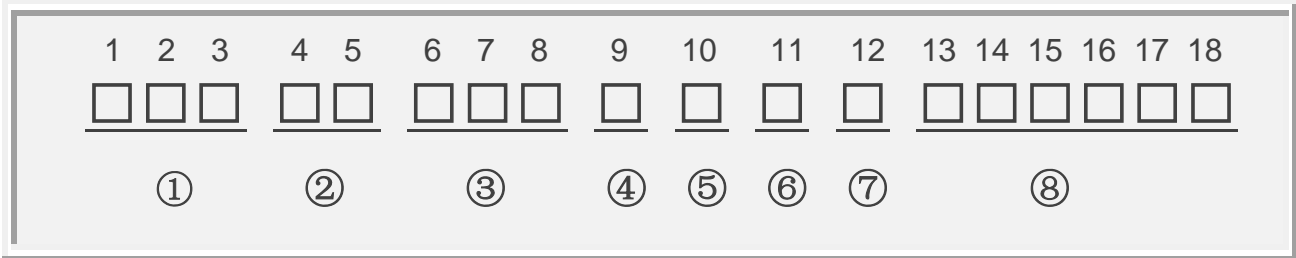 1 2 3 4 5 6 7 8 9 10 11 12 13 14 15 16 17 18
□□□ □□ □□□ □ □ □ □ □□□□□□
① ② ③ ④ ⑤ ⑥ ⑦ ⑧